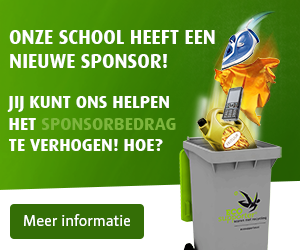 ONZE SCHOOL HEEFT EEN
NIEUWE SPONSOR!
JIJ KUNT ONS HELPEN
HET SPONSORBEDRAG
TE VERHOGEN! HOE?
Meer informatie